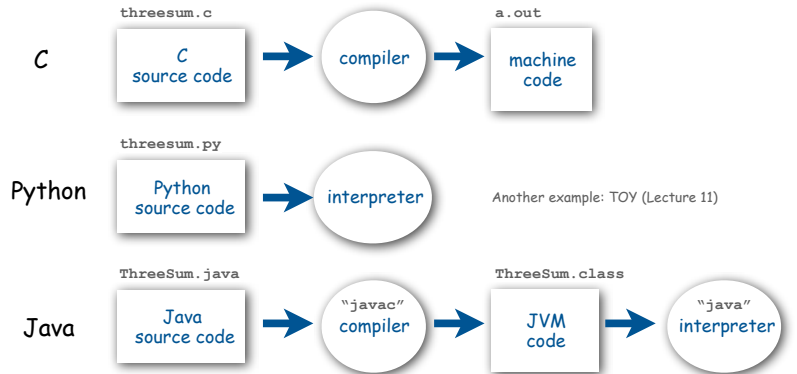 threesum.c
a.out
C
C
source code
compiler
machine
code
threesum.py
Python
Python
source code
interpreter
Another example: TOY (Lecture 11)
ThreeSum.java
ThreeSum.class
Java
Java
source code
“javac”
compiler
JVM
code
“java”
interpreter